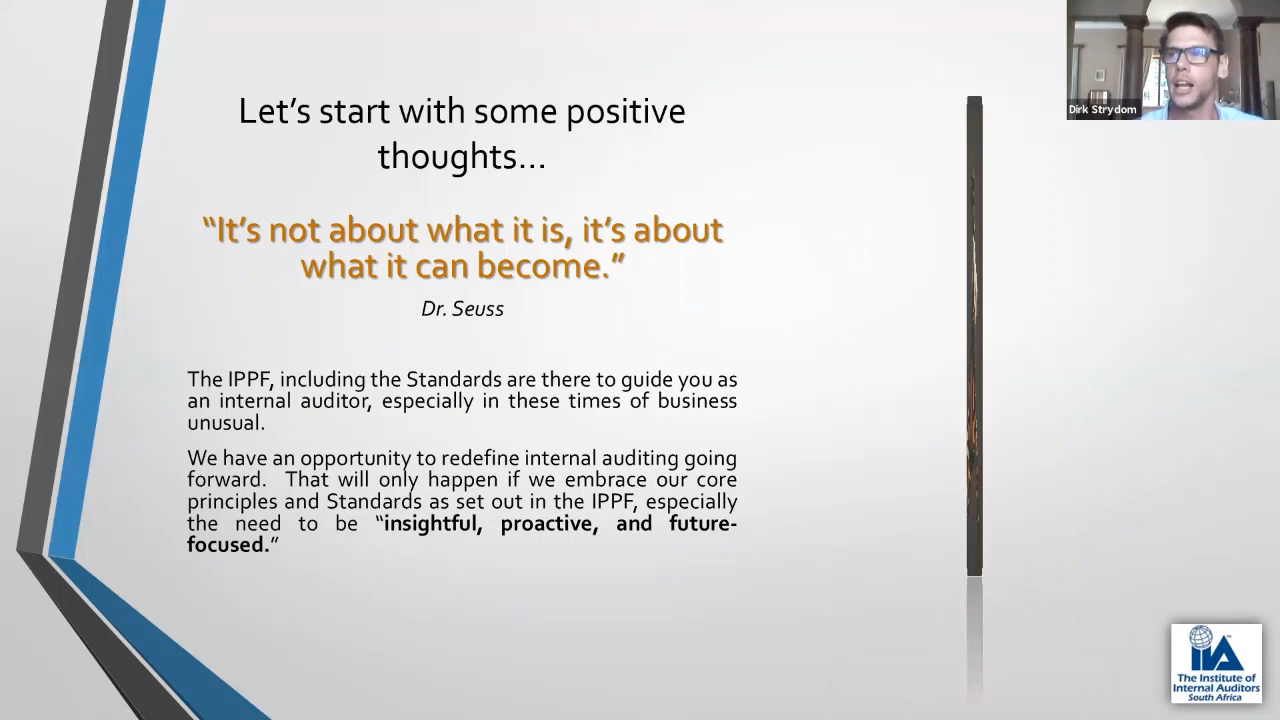 Let’s start with some positive
thoughts…
“It’s not about what it is, it’s about
what it can become.”
Dr. Seuss
The IPPF, including the Standards are there to guide you as
an internal auditor, especially in these times of business
unusual.
We have an opportunity to redefine internal auditing going
forward.  That will only happen if we embrace our core
principles and Standards as set out in the IPPF, especially
the need to be “insightful, proactive, and future-
focused.”
Dirk Strydom
IIA
The Institute of
Internal Auditors
South Africa